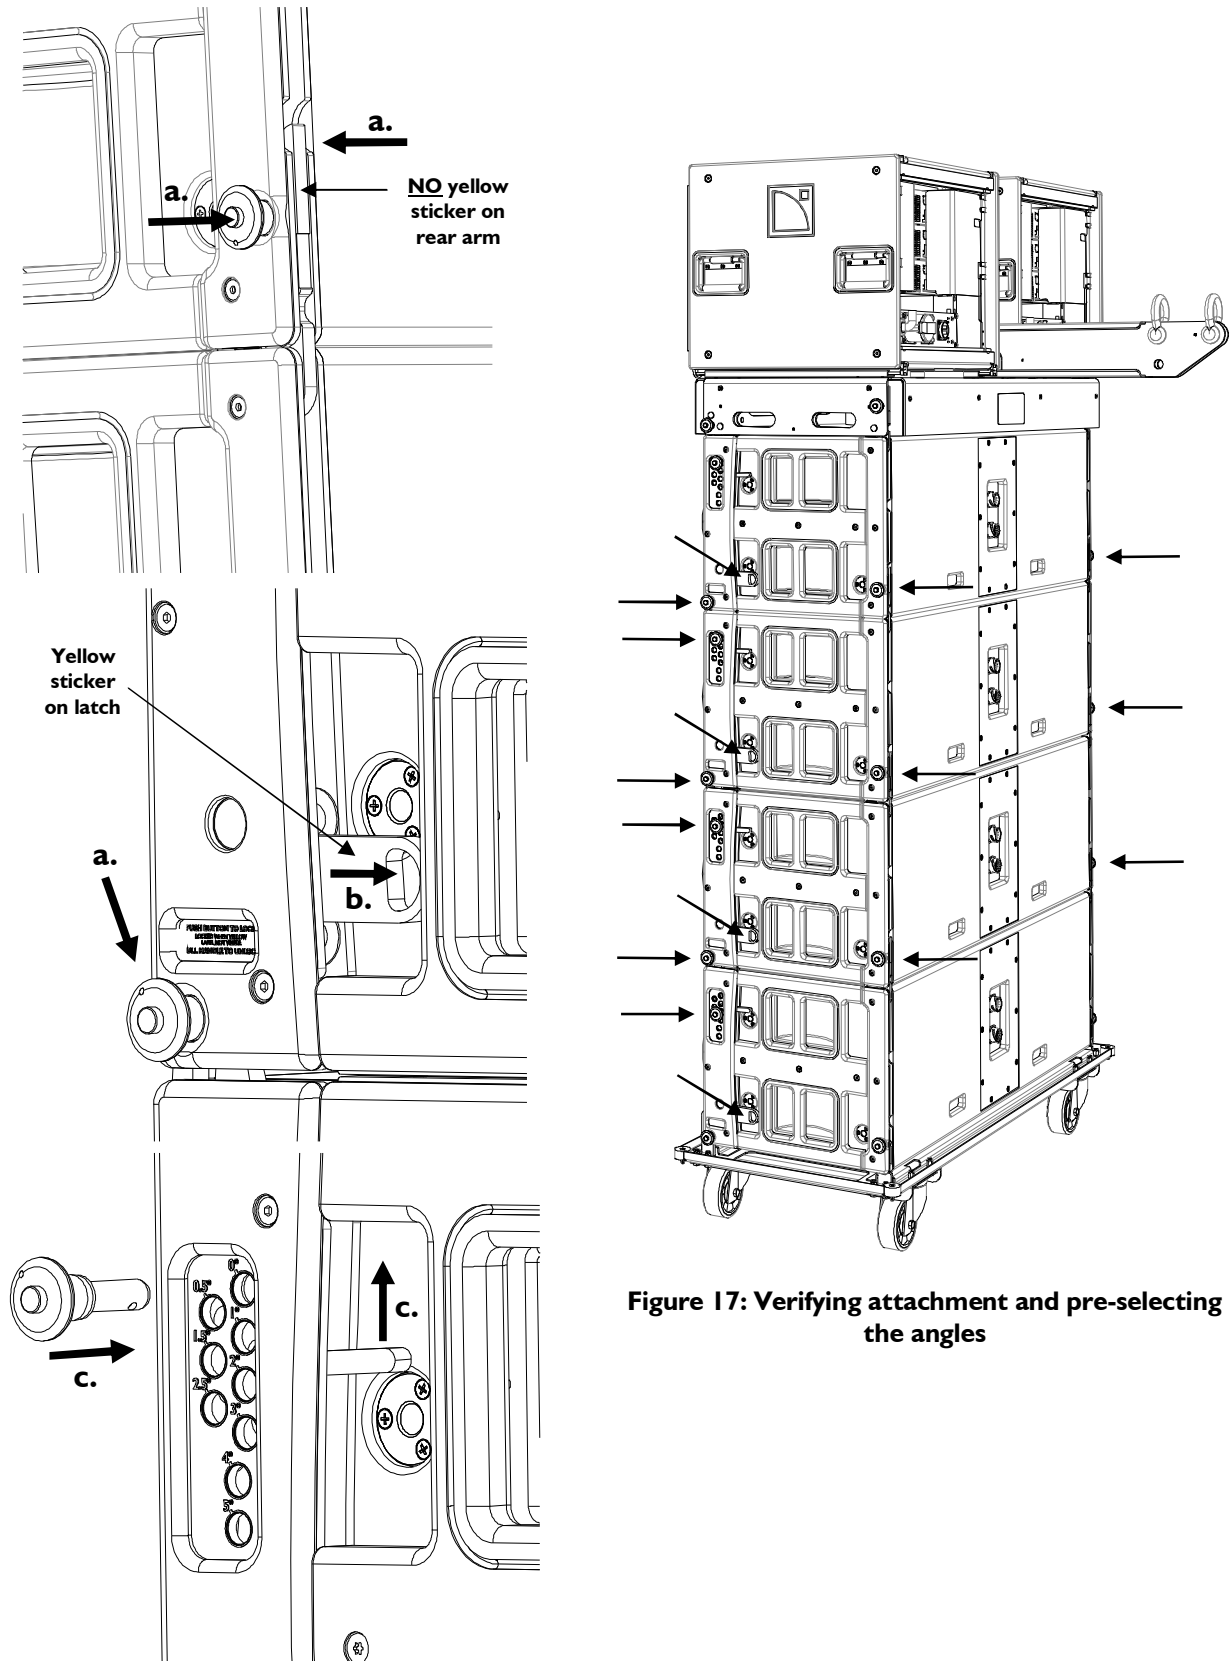 a.
a.
NO yellow
sticker on
rear arm
Yellow
sticker
on latch
a.
b.
0°
0.5°
1°
1.5°
2°
2.5°
3°
4°
5°
c.
c.
Figure 17: Verifying attachment and pre-selecting
the angles